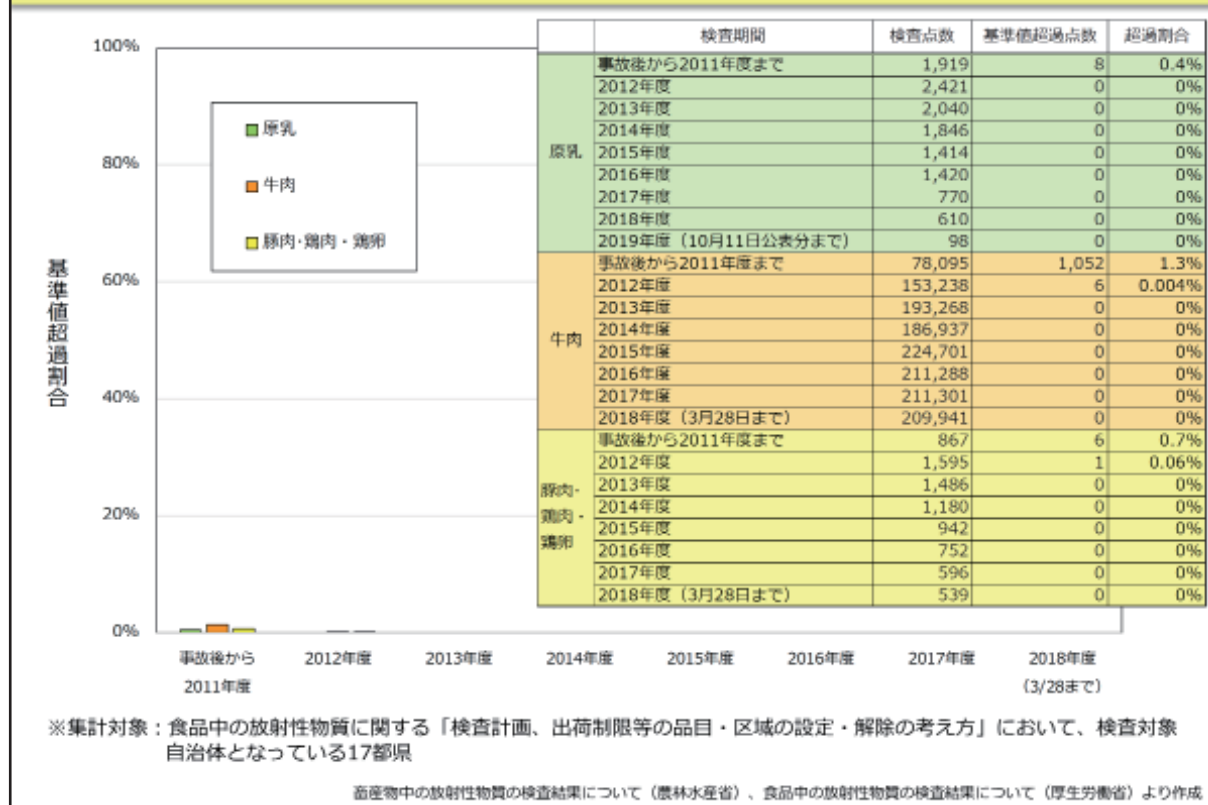 検査期間 検査点数 基準値超過点数 超過割合
原乳
事故後から2011年度まで 1,919 8 0.4%
2012年度 2,421 0 0%
2013年度 2,040 0 0%
2014年度 1,846 0 0%
2015年度 1,414 0 0%
2016年度 1,420 0 0%
2017年度 770 0 0%
2018年度 610 0 0%
2019年度（10月11日公表分まで） 98 0 0%
牛肉
事故後から2011年度まで 78,095 1,052 1.3%
2012年度 153,238 6 0.004%
2013年度 193,268 0 0%
2014年度 186,937 0 0%
2015年度 224,701 0 0%
2016年度 211,288 0 0%
2017年度 211,301 0 0%
2018年度（3月28日まで） 209,941 0 0%
豚肉・
鶏肉・
鶏卵
事故後から2011年度まで 867 6 0.7%
2012年度 1,595 1 0.06%
2013年度 1,486 0 0%
2014年度 1,180 0 0%
2015年度 942 0 0%
2016年度 752 0 0%
2017年度 596 0 0%
2018年度（3月28日まで） 539 0 0%
基準値超過割合
100%
80%
60%
40%
20%
0%
原乳
牛肉
豚肉・鶏肉・鶏卵
事故後から 2012年度 2013年度 2014年度 2015年度 2016年度 2017年度 2018年度
2011年度 （3/28まで）
※集計対象：食品中の放射性物質に関する「検査計画、出荷制限等の品目・区域の設定・解除の考え方」において、検査対象
自治体となっている17都県
畜産物中の放射性物質の検査結果について（農林水産省）、食品中の放射性物質の検査結果について（厚生労働省）より作成